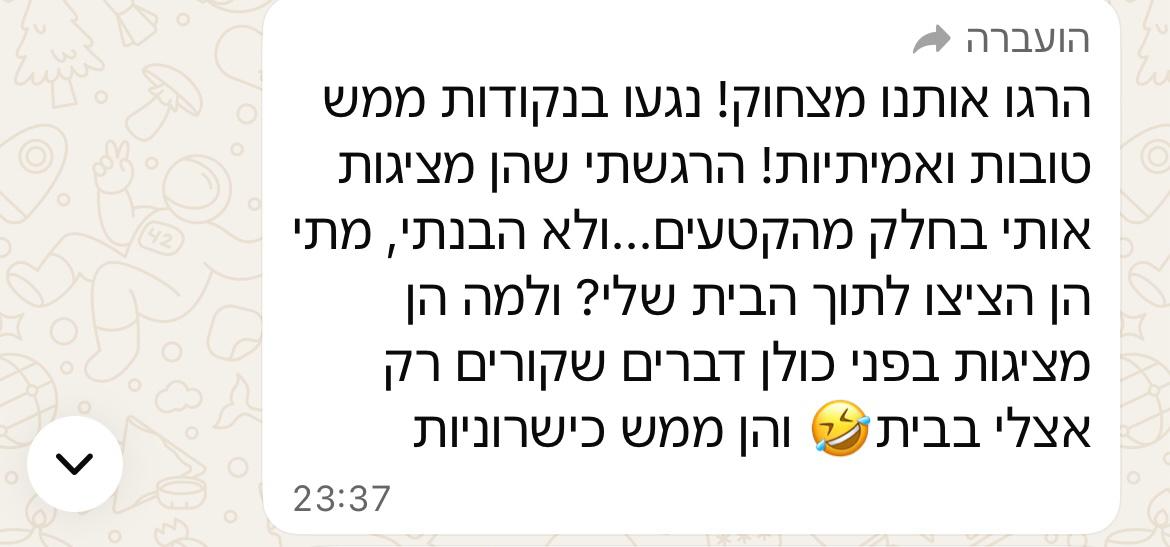 הועברה
הרגו אותנו מצחוק! נגעו בנקודות ממש
טובות ואמיתיות! הרגשתי שהן מציגות
אותי בחלק מהקטעים...ולא הבנתי, מתי
הן הציצו לתוך הבית שלי? ולמה הן
מציגות בפני כולן דברים שקורים רק
אצלי בבית🤣 והן ממש כישרוניות
23:37
42